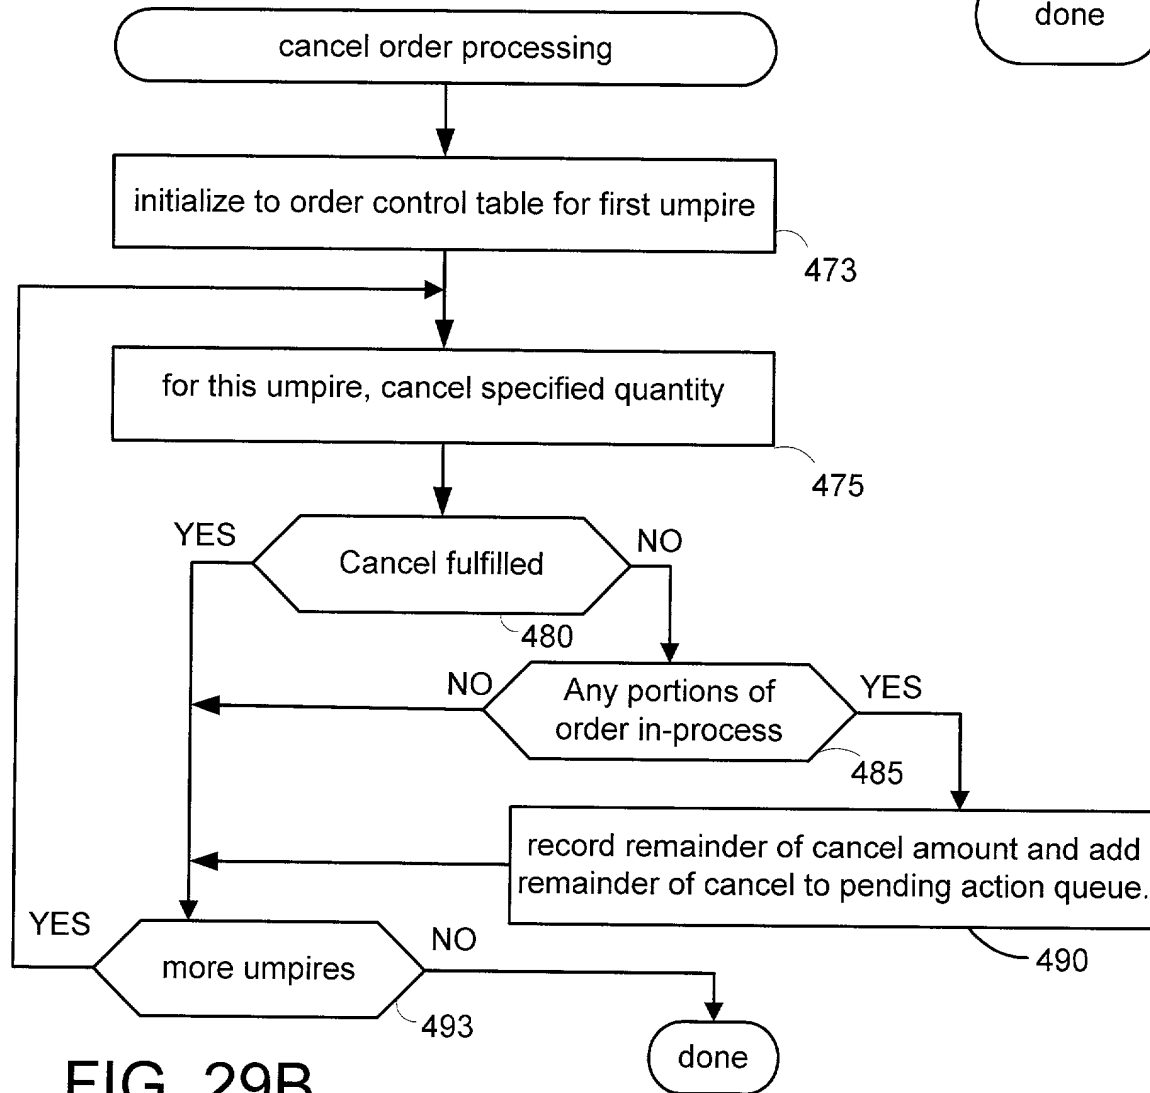 done
cancel order processing
initialize to order control table for first umpire
473
for this umpire, cancel specified quantity
475
YES
NO
Cancel fulfilled
480
NO
Any portions of
order in-process
YES
485
record remainder of cancel amount and add
remainder of cancel to pending action queue.
490
YES
more umpires
NO
493
done
FIG. 29B